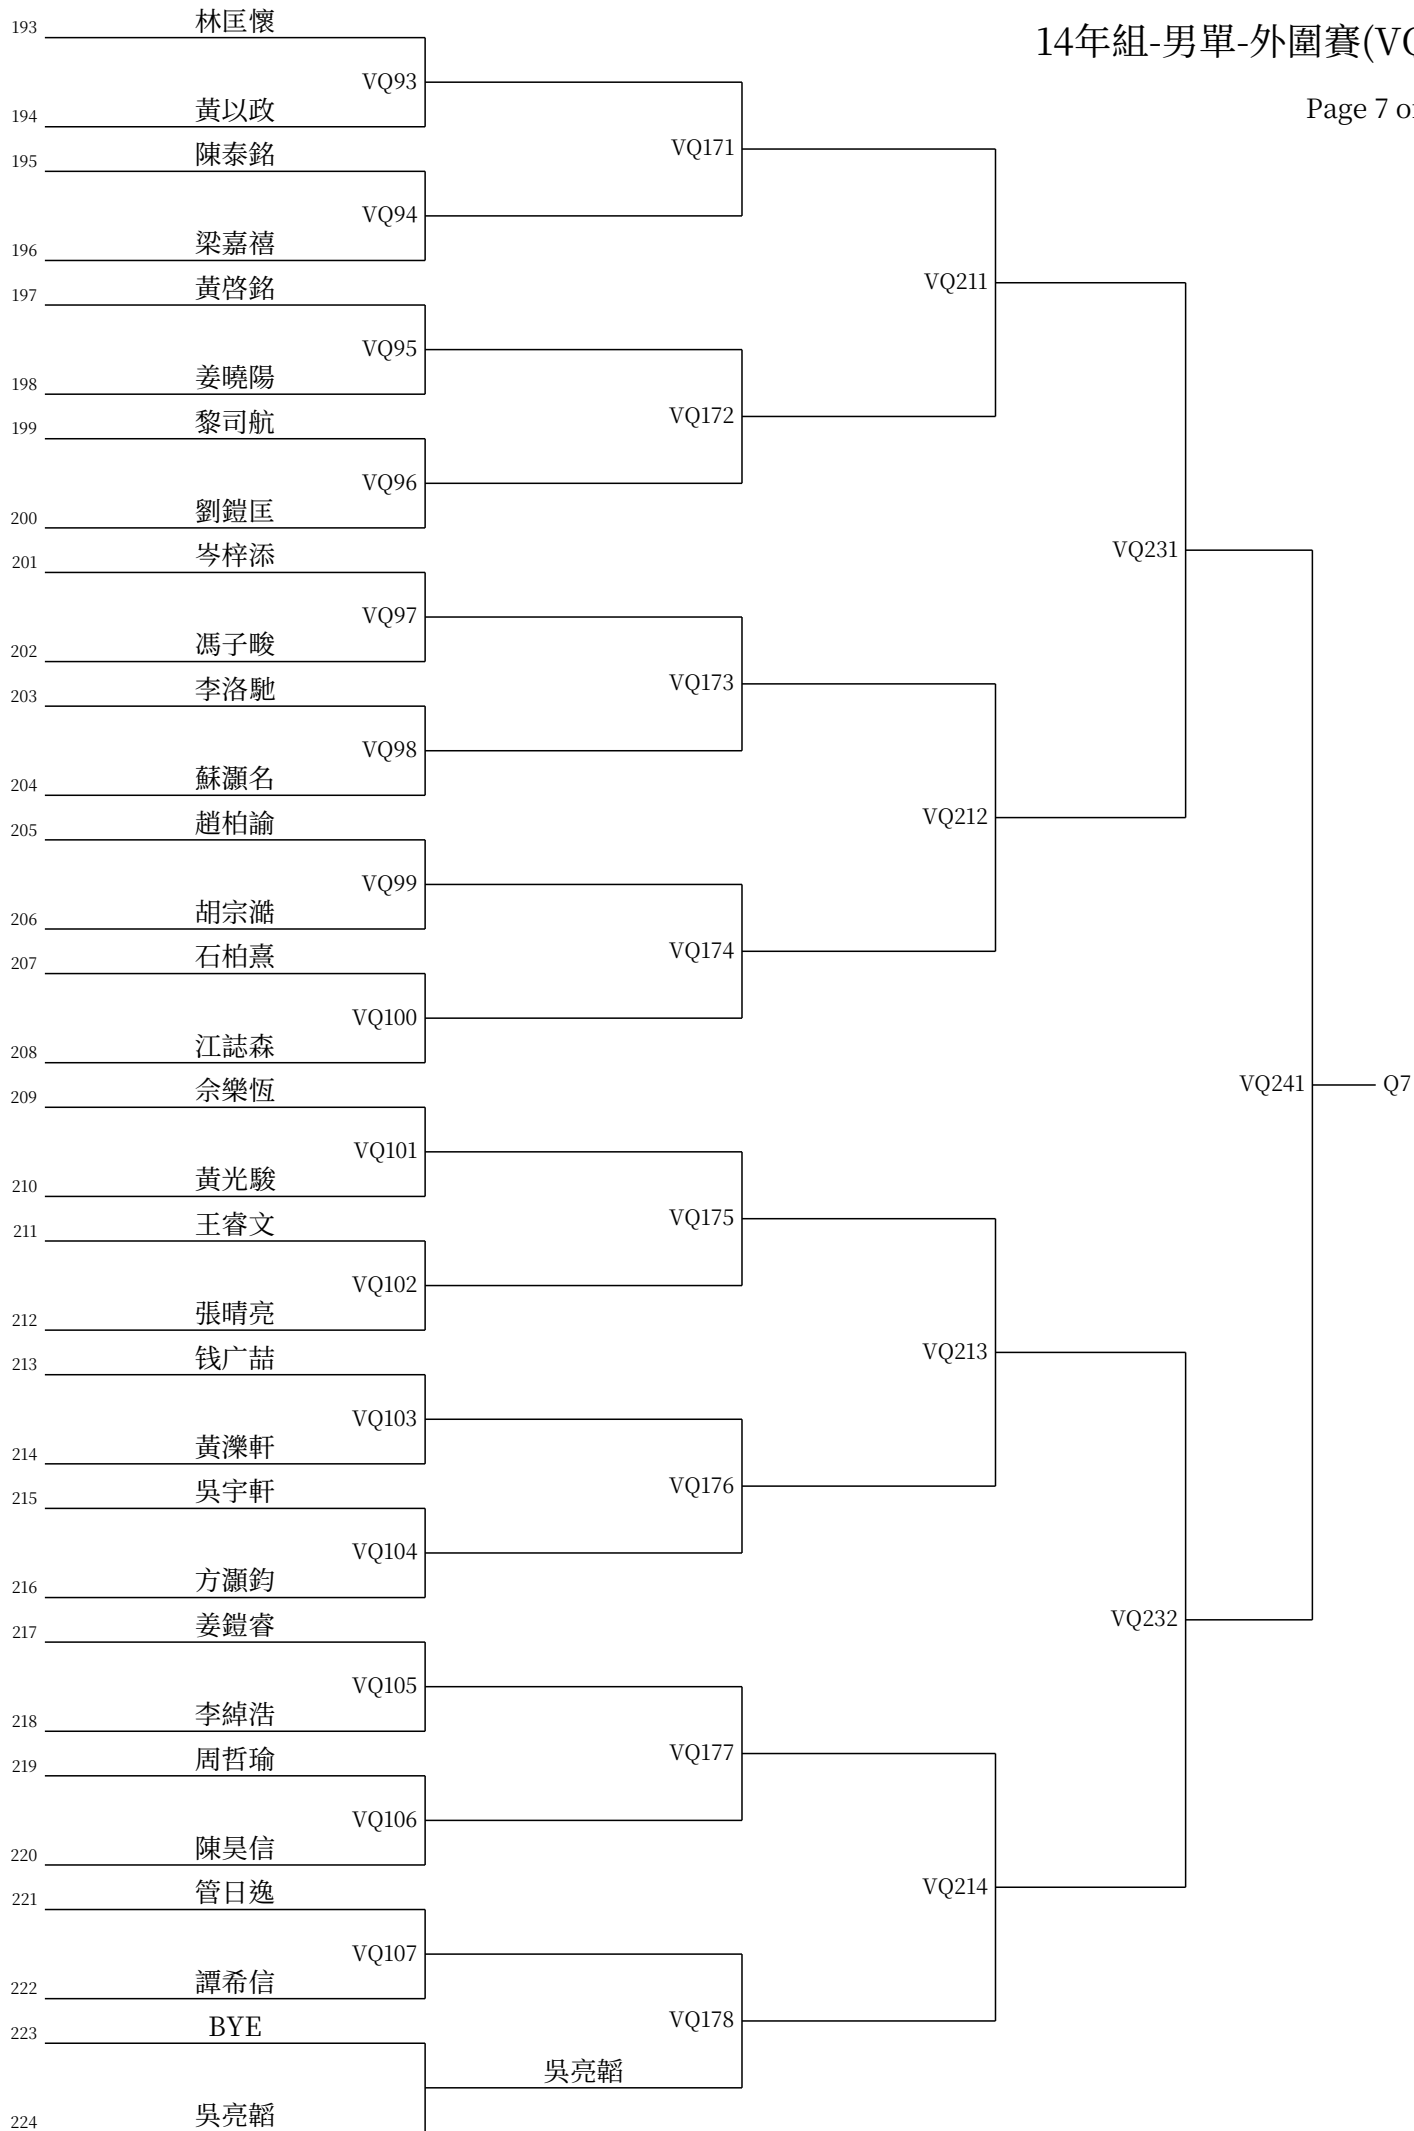 14年組-男單-外圍賽(VQ
Page 7 of
193 林匡懷
VQ93
194 黃以政
195 陳泰銘
VQ171
VQ94
196 梁嘉禧
197 黃啓銘
VQ211
VQ95
198 姜曉陽
199 黎司航
VQ172
VQ96
200 劉鎧匡
201 岑梓添
VQ231
VQ97
202 馮子畯
203 李洛馳
VQ173
VQ98
204 蘇灝名
205 趙柏諭
VQ212
VQ99
206 胡宗澔
207 石柏熹
VQ174
VQ100
208 江誌森
209 佘樂恆
VQ241 Q7
VQ101
210 黃光駿
211 王睿文
VQ175
VQ102
212 張晴亮
213 钱广喆
VQ213
VQ103
214 黃濼軒
215 吳宇軒
VQ176
VQ104
216 方灝鈞
217 姜鎧睿
VQ232
VQ105
218 李綽浩
219 周哲瑜
VQ177
VQ106
220 陳昊信
221 管日逸
VQ214
VQ107
222 譚希信
223 BYE
VQ178
吳亮韜
224 吳亮韜